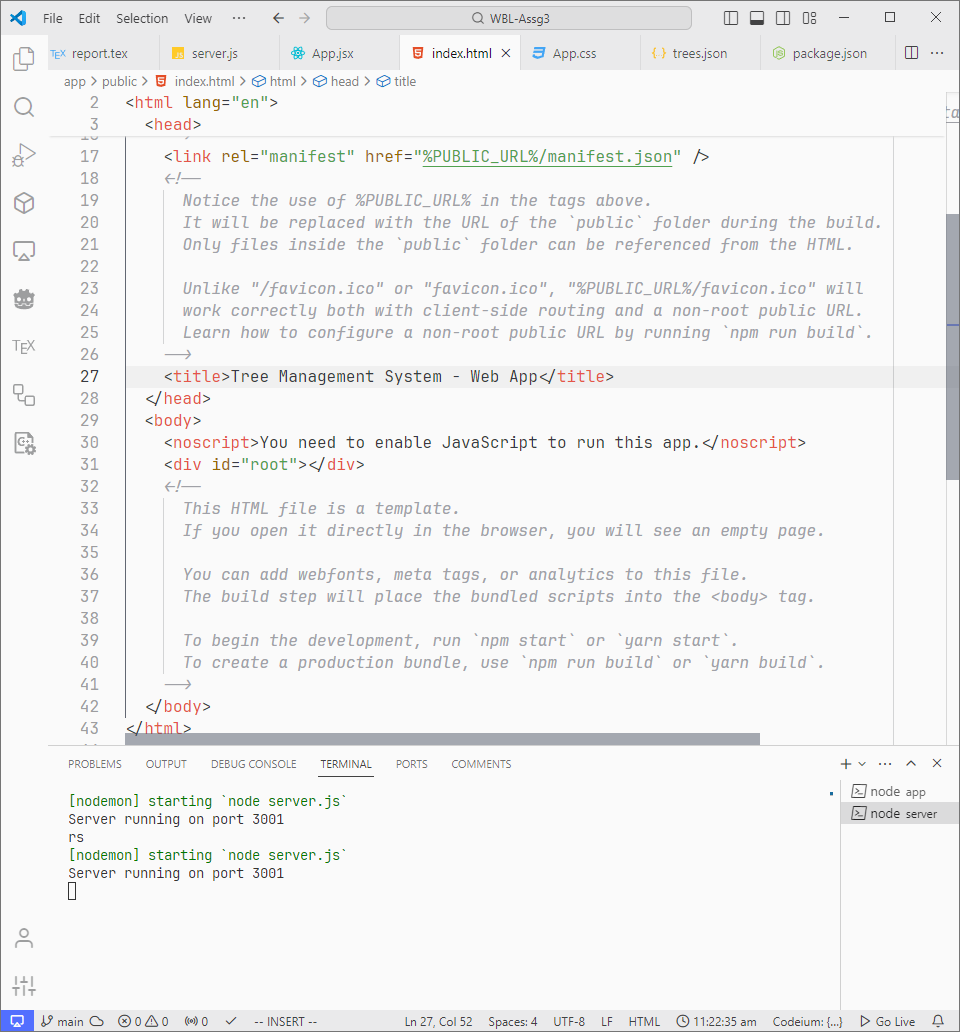 File Edit Selection View ··· WBL-Assg3
TEX report.tex server.js App.jsx index.html App.css {} trees.json package.json ···
app > public > index.html > html > head > title
2 <html lang="en">
3 <head>
17 <link rel="manifest" href="%PUBLIC_URL%/manifest.json" />
18 <!--
19 Notice the use of %PUBLIC_URL% in the tags above.
20 It will be replaced with the URL of the `public` folder during the build.
21 Only files inside the `public` folder can be referenced from the HTML.
22
23 Unlike "/favicon.ico" or "favicon.ico", "%PUBLIC_URL%/favicon.ico" will
24 work correctly both with client-side routing and a non-root public URL.
25 Learn how to configure a non-root public URL by running `npm run build`.
26 -->
27 <title>Tree Management System - Web App</title>
28 </head>
29 <body>
30 <noscript>You need to enable JavaScript to run this app.</noscript>
31 <div id="root"></div>
32 <!--
33 This HTML file is a template.
34 If you open it directly in the browser, you will see an empty page.
35
36 You can add webfonts, meta tags, or analytics to this file.
37 The build step will place the bundled scripts into the <body> tag.
38
39 To begin the development, run `npm start` or `yarn start`.
40 To create a production bundle, use `npm run build` or `yarn build`.
41 -->
42 </body>
43 </html>
TEX
PROBLEMS OUTPUT DEBUG CONSOLE TERMINAL PORTS COMMENTS
[nodemon] starting `node server.js`
Server running on port 3001
rs
[nodemon] starting `node server.js`
Server running on port 3001
node app
node server
main 0 0 0 -- INSERT -- Ln 27, Col 52 Spaces: 4 UTF-8 LF HTML 11:22:35 am Codeium: {...} Go Live